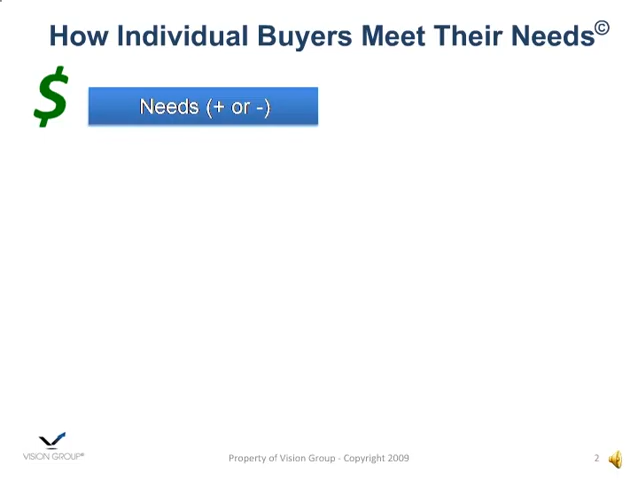 How Individual Buyers Meet Their Needs©
$
Needs (+ or -)
VISION GROUP®
Property of Vision Group - Copyright 2009
2